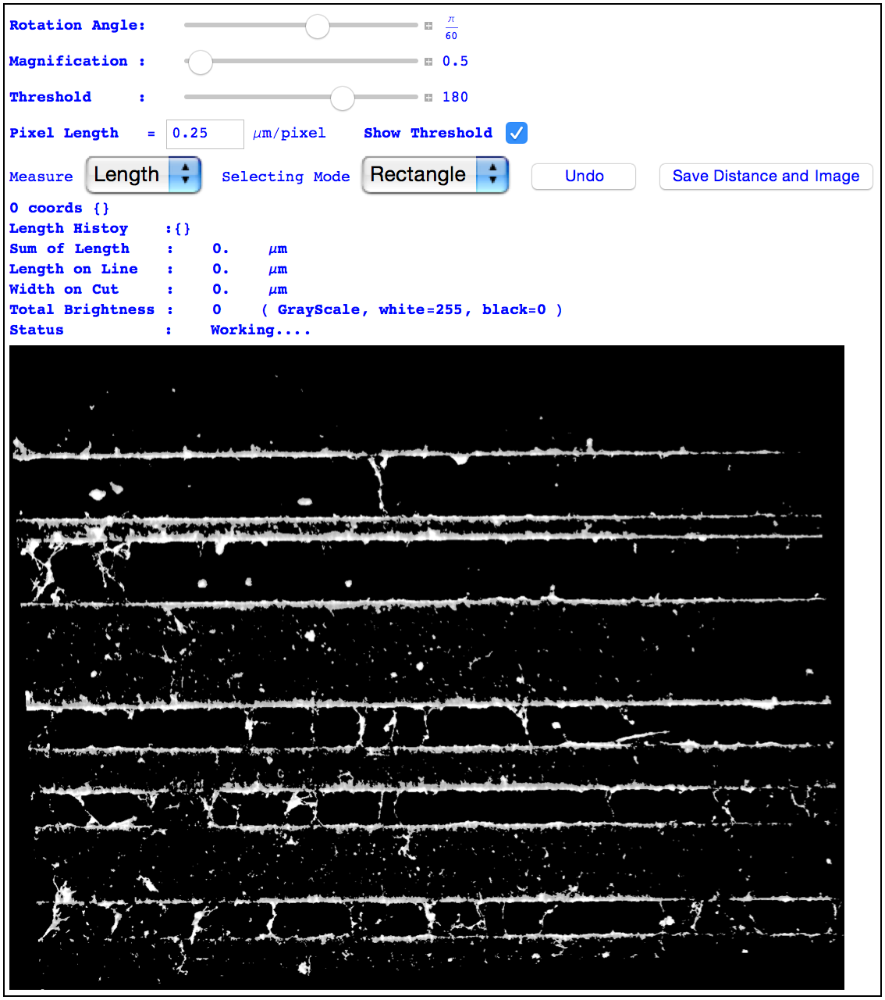 Rotation Angle: π/60
Magnification : 0.5
Threshold : 180
Pixel Length = 0.25 μm/pixel Show Threshold
Measure Length Selecting Mode Rectangle Undo Save Distance and Image
0 coords {}
Length Histoy :{}
Sum of Length : 0. μm
Length on Line : 0. μm
Width on Cut : 0. μm
Total Brightness : 0 ( GrayScale, white=255, black=0 )
Status : Working....